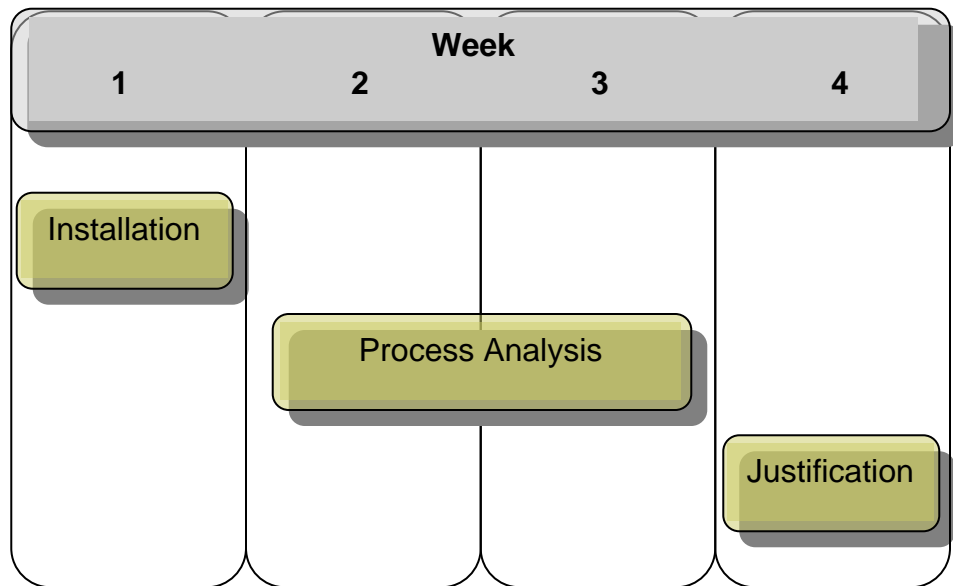 Week
1 2 3 4
Installation
Process Analysis
Justification